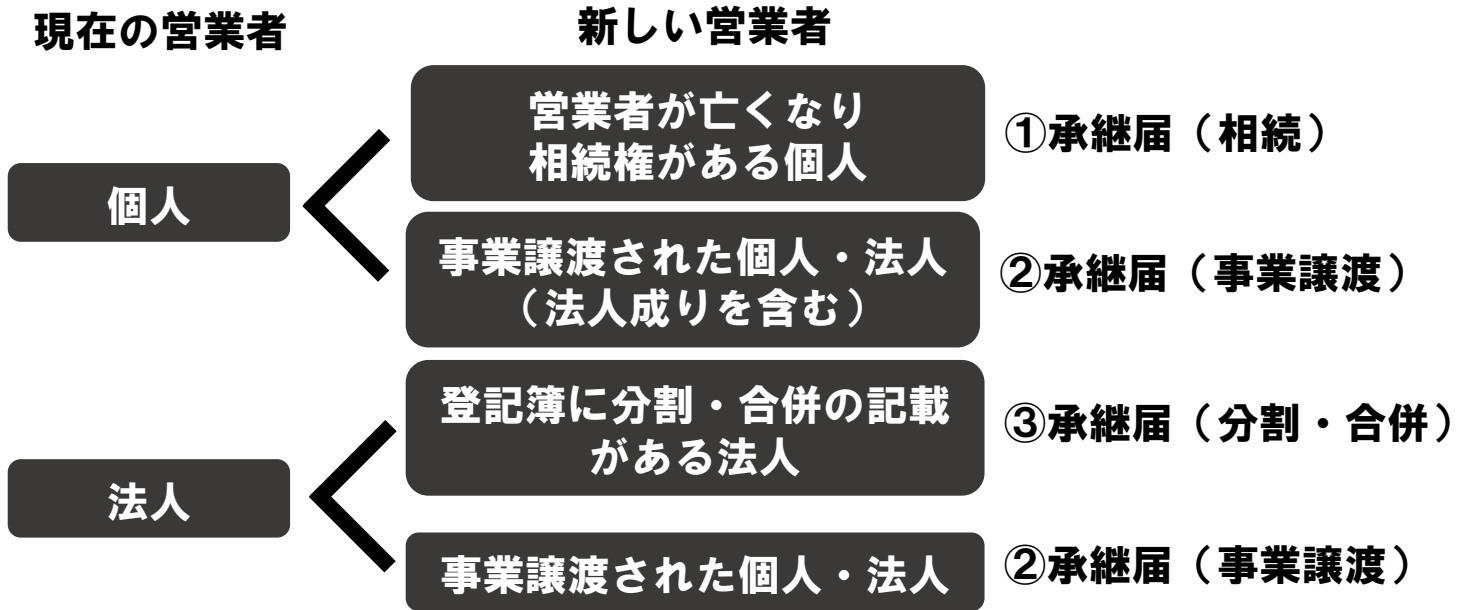 現在の営業者
新しい営業者
個人
営業者が亡くなり
相続権がある個人
①承継届（相続）
事業譲渡された個人・法人
（法人成りを含む）
②承継届（事業譲渡）
法人
登記簿に分割・合併の記載
がある法人
③承継届（分割・合併）
事業譲渡された個人・法人
②承継届（事業譲渡）